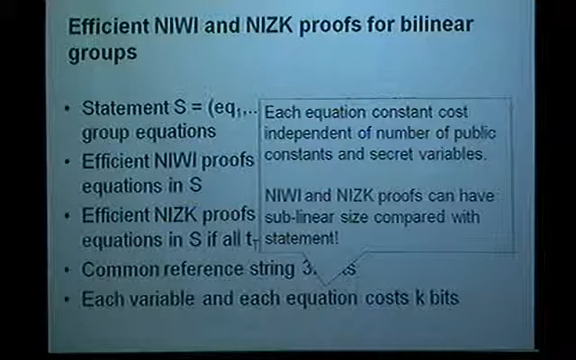 Efficient NIWI and NIZK proofs for bilinear
groups
• Statement S = (eq₁,..
group equations
• Efficient NIWI proofs
equations in S
• Efficient NIZK proofs
equations in S if all t
• Common reference string
• Each variable and each equation costs k bits
Each equation constant cost
independent of number of public
constants and secret variables.
NIWI and NIZK proofs can have
sub-linear size compared with
statement!